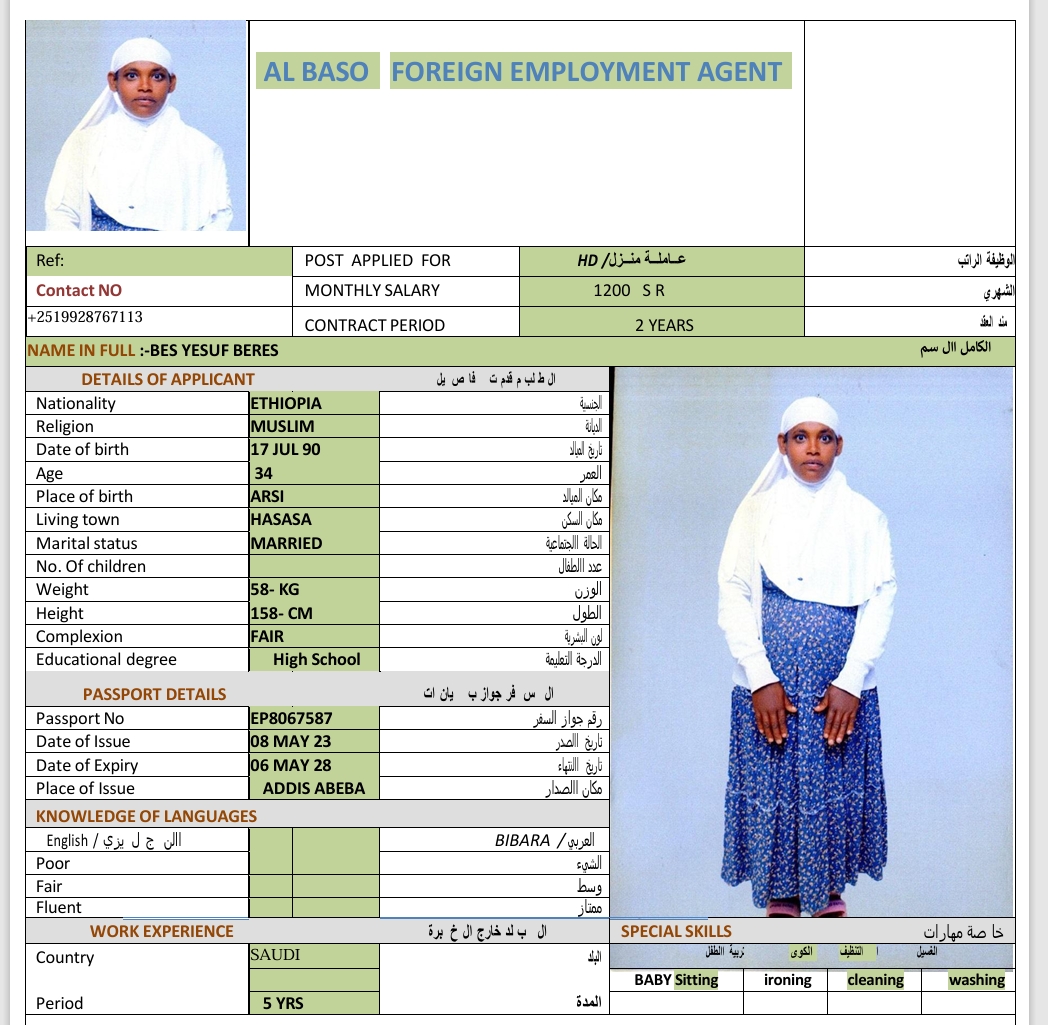 AL BASO FOREIGN EMPLOYMENT AGENT
Ref: POST APPLIED FOR HD /عـاملـة منـزل الوظيفة الراتب
Contact NO MONTHLY SALARY 1200 S R الشهري
+2519928767113 CONTRACT PERIOD 2 YEARS مند العقد
NAME IN FULL :-BES YESUF BERES الكامل اال سم
DETAILS OF APPLICANT ال ط لب م قدم ت فا ص يل
Nationality ETHIOPIA الجنسية
Religion MUSLIM الديانة
Date of birth 17 JUL 90 تاريخ الميالد
Age 34 العمر
Place of birth ARSI مكان الميالد
Living town HASASA مكان السكن
Marital status MARRIED الحالة االجتماعية
No. Of children عدد االطفال
Weight 58- KG الوزن
Height 158- CM الطول
Complexion FAIR لون البشرية
Educational degree High School الدرجة التعليمة
PASSPORT DETAILS ال س فر جواز ب يان ات
Passport No EP8067587 رقم جواز السفر
Date of Issue 08 MAY 23 تاريخ االصدر
Date of Expiry 06 MAY 28 تاريخ االنتهاء
Place of Issue ADDIS ABEBA مكان االصدار
KNOWLEDGE OF LANGUAGES
English / االن ج ل يزي BIBARA / العربي
Poor الشيء
Fair وسط
Fluent ممتاز
WORK EXPERIENCE ال ب لد خارج ال خ برة SPECIAL SKILLS خا صة مهارات
Country SAUDI البلد تربية الطفل الكوى التنظيف الغسيل
BABY Sitting ironing cleaning washing
Period 5 YRS المدة